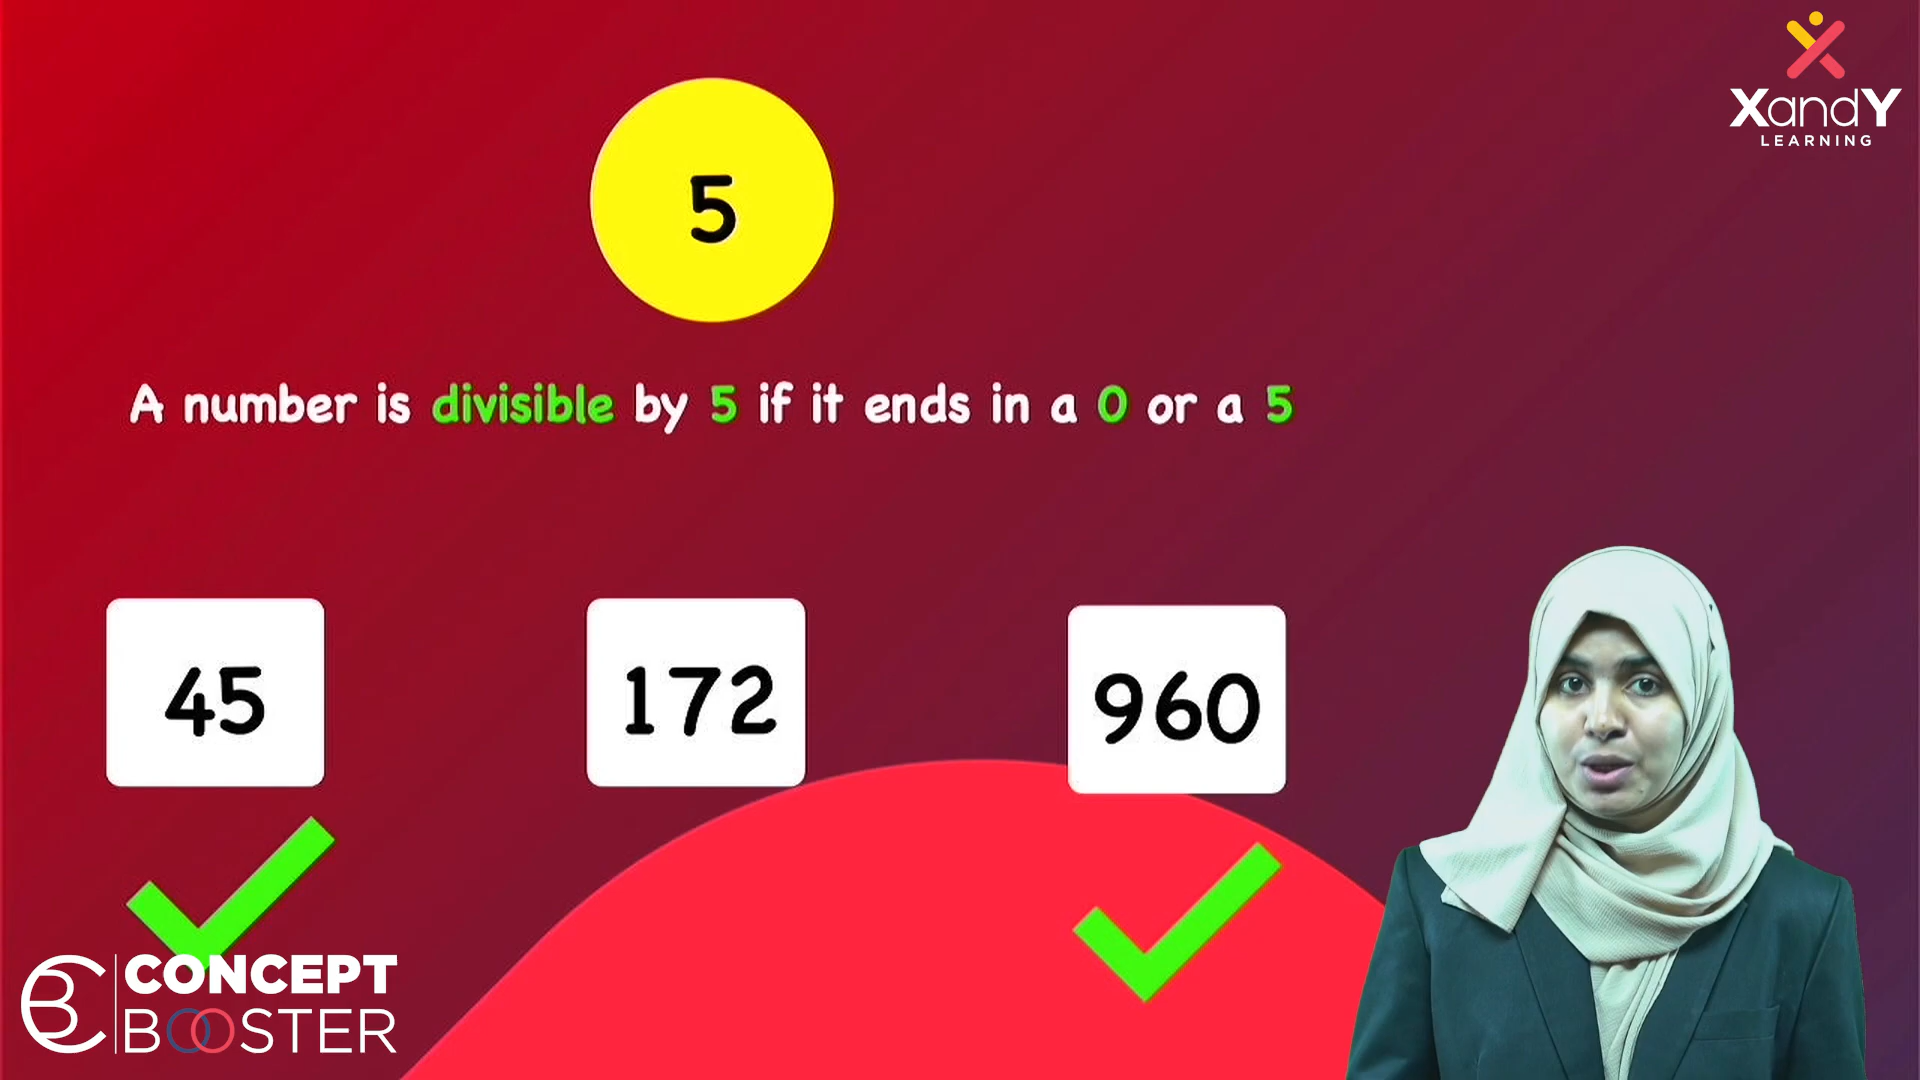 XandY
LEARNING
5
A number is divisible by 5 if it ends in a 0 or a 5
45
172
960
CONCEPT
BOOSTER